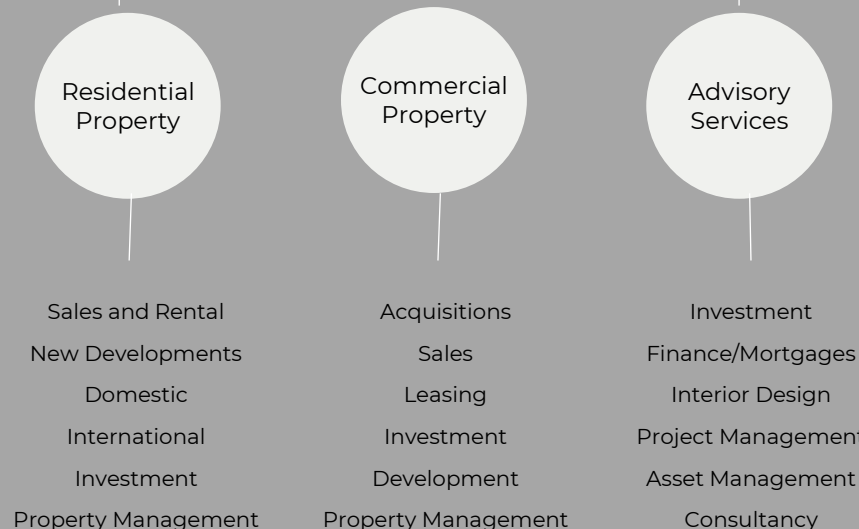 Residential
Property
Commercial
Property
Advisory
Services
Sales and Rental
New Developments
Domestic
International
Investment
Property Management
Acquisitions
Sales
Leasing
Investment
Development
Property Management
Investment
Finance/Mortgages
Interior Design
Project Management
Asset Management
Consultancy